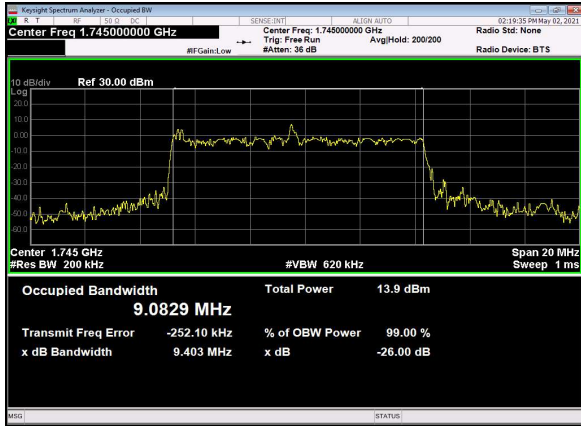 Keysight Spectrum Analyzer - Occupied BW
LXI R T RF 50 Ω DC SENSE:INT ALIGN AUTO 02:19:35 PM May 02, 2021
Center Freq 1.745000000 GHz
Center Freq: 1.745000000 GHz Radio Std: None
Trig: Free Run Avg|Hold: 200/200
#IFGain:Low #Atten: 36 dB Radio Device: BTS
10 dB/div Ref 30.00 dBm
Log
20.0
10.0
0.00
-10.0
-20.0
-30.0
-40.0
-50.0
-60.0
Center 1.745 GHz Span 20 MHz
#Res BW 200 kHz #VBW 620 kHz Sweep 1 ms
Occupied Bandwidth Total Power 13.9 dBm
9.0829 MHz
Transmit Freq Error -252.10 kHz % of OBW Power 99.00 %
x dB Bandwidth 9.403 MHz x dB -26.00 dB
MSG STATUS